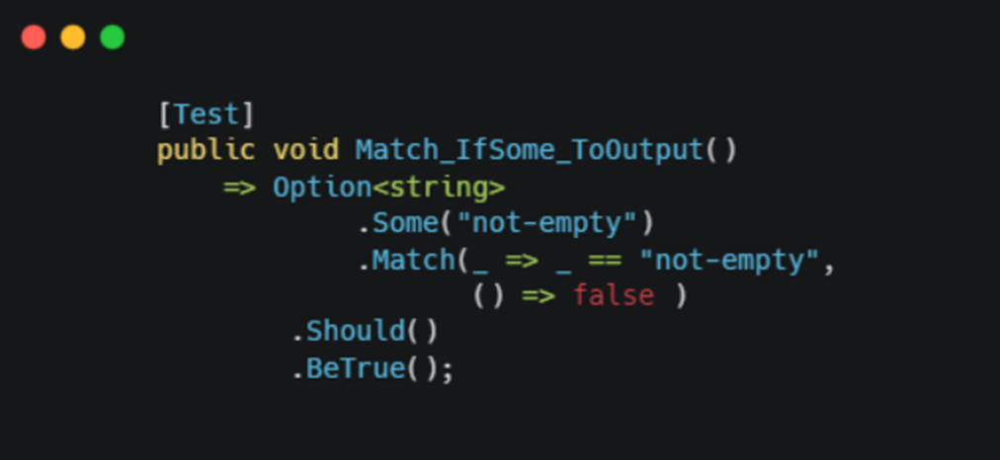 [Test]
public void Match_IfSome_ToOutput()
=> Option<string>
.Some("not-empty")
.Match(_ => _ == "not-empty",
() => false )
.Should()
.BeTrue();